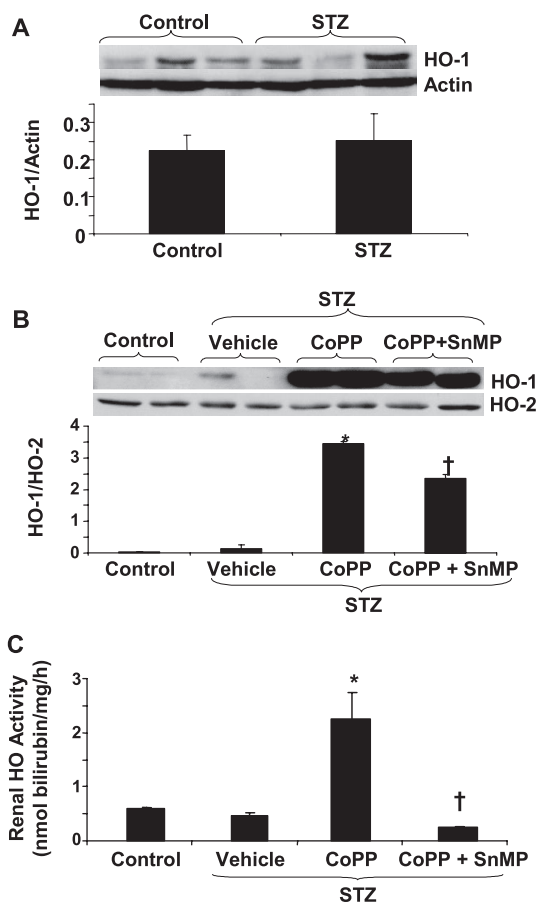 A
Control STZ
HO-1
Actin
HO-1/Actin
0.3
0.2
0.1
0
Control STZ
B
STZ
Control Vehicle CoPP CoPP+SnMP
HO-1
HO-2
HO-1/HO-2
4
3
2
1
0
*
†
Control Vehicle CoPP CoPP + SnMP
STZ
C
Renal HO Activity
(nmol bilirubin/mg/h)
3
2
1
0
*
†
Control Vehicle CoPP CoPP + SnMP
STZ